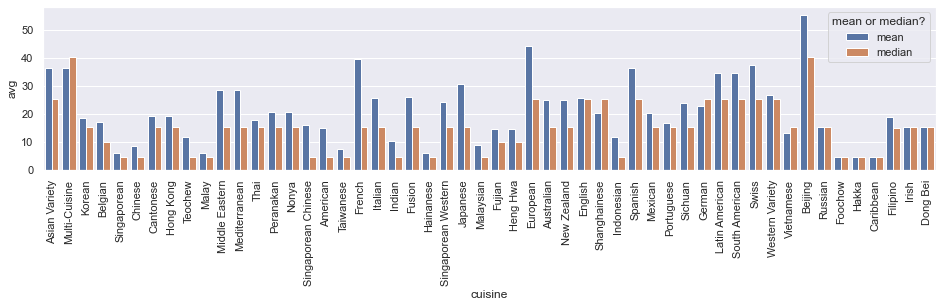 mean or median?
mean
median
avg
50
40
30
20
10
0
Asian Variety
Multi-Cuisine
Korean
Belgian
Singaporean
Chinese
Cantonese
Hong Kong
Teochew
Malay
Middle Eastern
Mediterranean
Thai
Peranakan
Nonya
Singaporean Chinese
American
Taiwanese
French
Italian
Indian
Fusion
Hainanese
Singaporean Western
Japanese
Malaysian
Fujian
Heng Hwa
European
Australian
New Zealand
English
Shanghainese
Indonesian
Spanish
Mexican
Portuguese
Sichuan
German
Latin American
South American
Swiss
Western Variety
Vietnamese
Beijing
Russian
Foochow
Hakka
Caribbean
Filipino
Irish
Dong Bei
cuisine